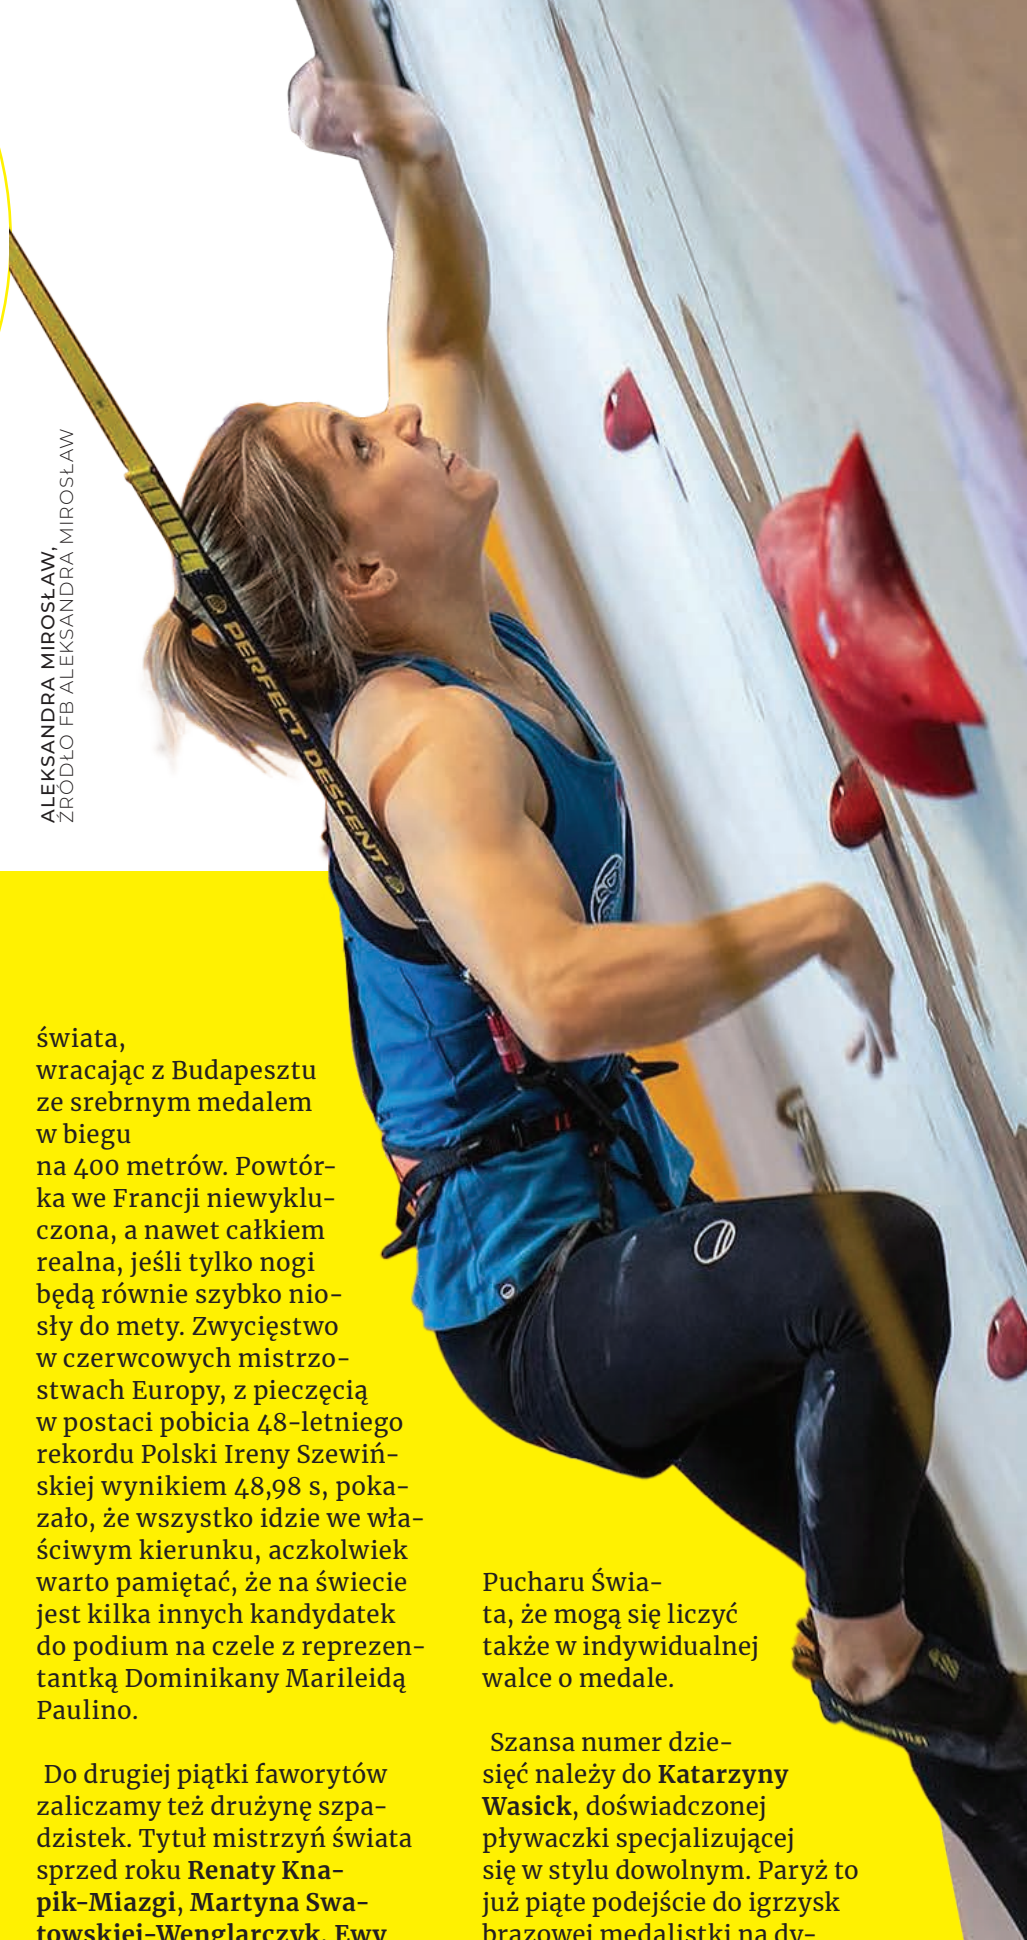 ALEKSANDRA MIROSŁAW,
ŹRÓDŁO FB ALEKSANDRA MIROSŁAW
PERFECT DESCENT
świata,
wracając z Budapesztu
ze srebrnym medalem
w biegu
na 400 metrów. Powtór-
ka we Francji niewyklu-
czona, a nawet całkiem
realna, jeśli tylko nogi
będą równie szybko nio-
sły do mety. Zwycięstwo
w czerwcowych mistrzo-
stwach Europy, z pieczęcią
w postaci pobicia 48-letniego
rekordu Polski Ireny Szewiń-
skiej wynikiem 48,98 s, poka-
zało, że wszystko idzie we wła-
ściwym kierunku, aczkolwiek
warto pamiętać, że na świecie
jest kilka innych kandydatek
do podium na czele z reprezen-
tantką Dominikany Marileidą
Paulino.
Do drugiej piątki faworytów
zaliczamy też drużynę szpa-
dzistek. Tytuł mistrzyń świata
sprzed roku Renaty Kna-
pik-Miazgi, Martyna Swa-
towskiej-Wenglarczyk, Ewy
Pucharu Świa-
ta, że mogą się liczyć
także w indywidualnej
walce o medale.
Szansa numer dzie-
sięć należy do Katarzyny
Wasick, doświadczonej
pływaczki specjalizującej
się w stylu dowolnym. Paryż to
już piąte podejście do igrzysk
brązowej medalistki na dy-